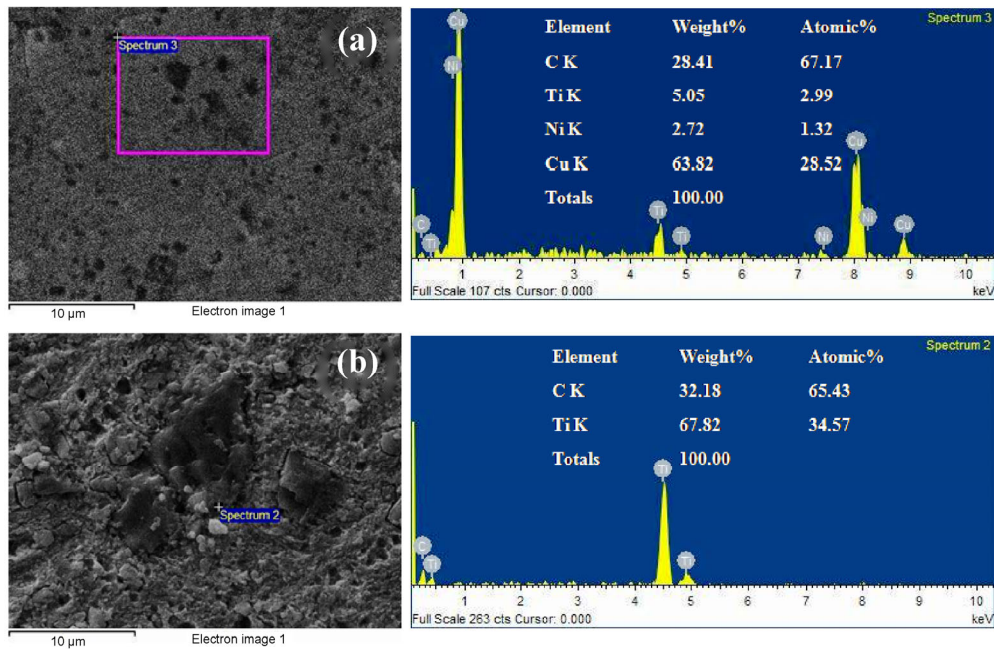 (a)
Spectrum 3
10 µm
Electron image 1
Spectrum 3
Element Weight% Atomic%
C K 28.41 67.17
Ti K 5.05 2.99
Ni K 2.72 1.32
Cu K 63.82 28.52
Totals 100.00
Cu
Ni
C
Ti
Ti
Ti
Ni
Cu
Ni
Cu
1 2 3 4 5 6 7 8 9 10
Full Scale 107 cts Cursor: 0.000 keV
(b)
Spectrum 2
10 µm
Electron image 1
Spectrum 2
Element Weight% Atomic%
C K 32.18 65.43
Ti K 67.82 34.57
Totals 100.00
C
Ti
Ti
Ti
1 2 3 4 5 6 7 8 9 10
Full Scale 263 cts Cursor: 0.000 keV